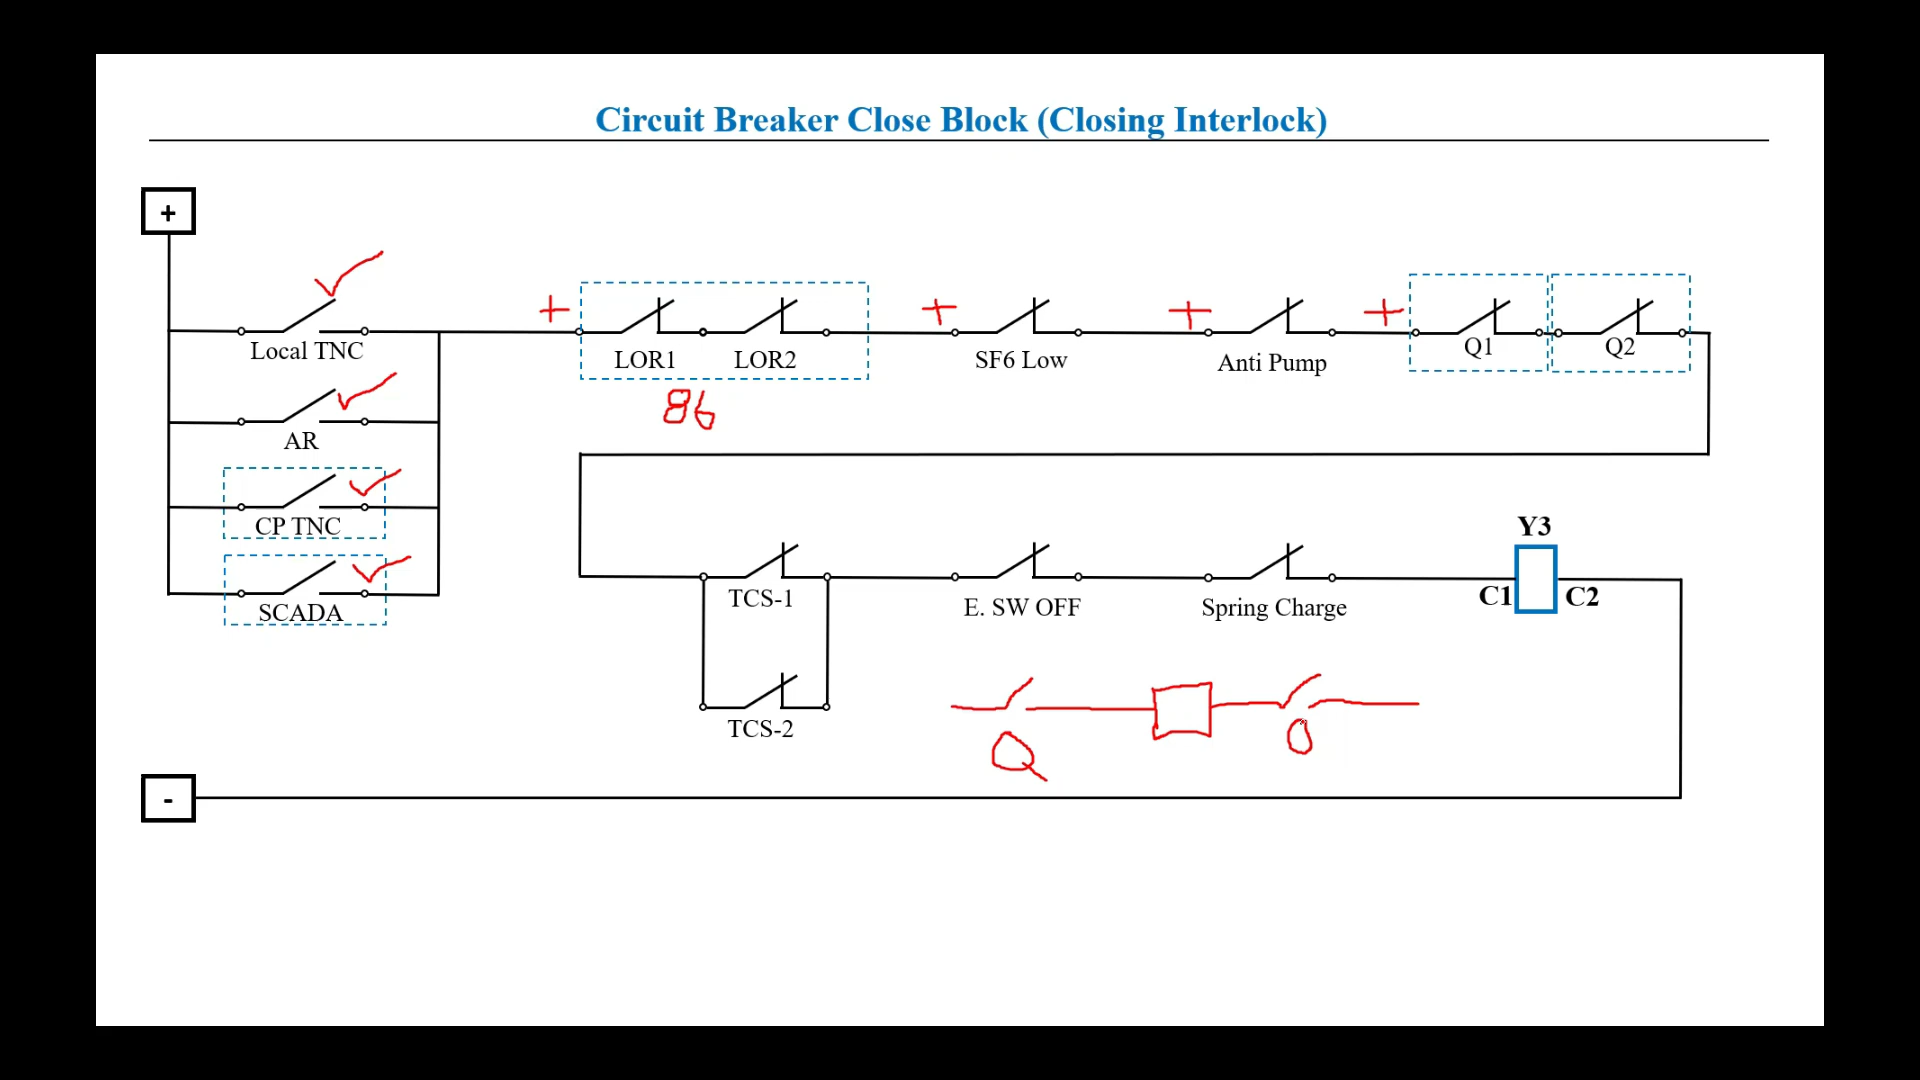 Circuit Breaker Close Block (Closing Interlock)
+
Local TNC
+
LOR1 LOR2
+
SF6 Low
+
Anti Pump
+
Q1
Q2
86
AR
CP TNC
SCADA
TCS-1
E. SW OFF
Spring Charge
Y3
C1
C2
TCS-2
Q
-